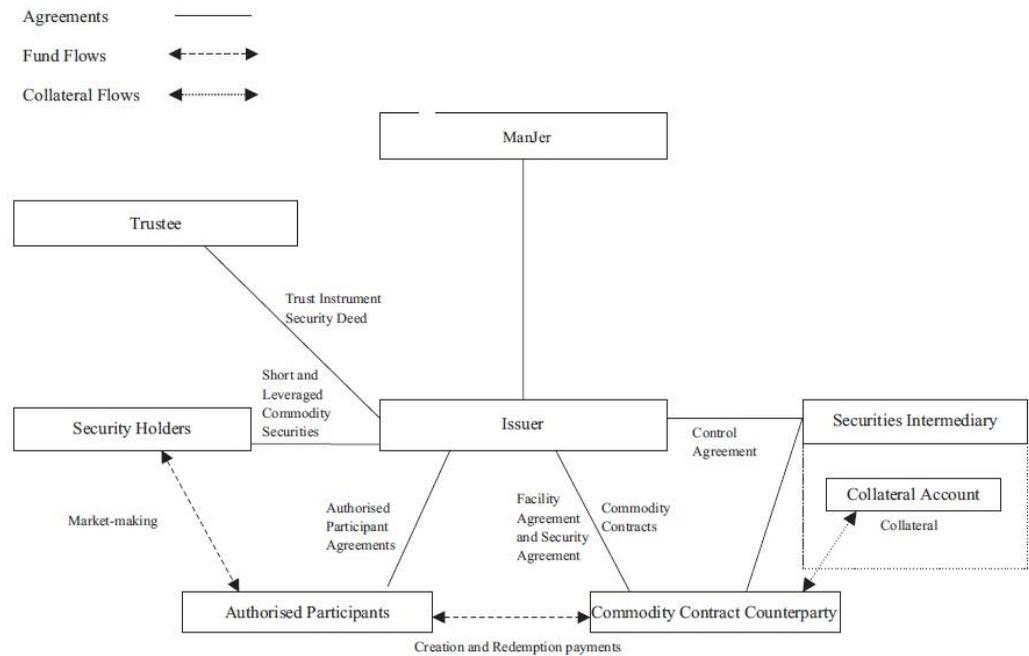 Agreements
Fund Flows
Collateral Flows
ManJer
Trustee
Trust Instrument
Security Deed
Short and
Leveraged
Commodity
Securities
Security Holders
Issuer
Control
Agreement
Securities Intermediary
Collateral Account
Collateral
Market-making
Authorised
Participant
Agreements
Facility
Agreement
and Security
Agreement
Commodity
Contracts
Authorised Participants
Commodity Contract Counterparty
Creation and Redemption payments